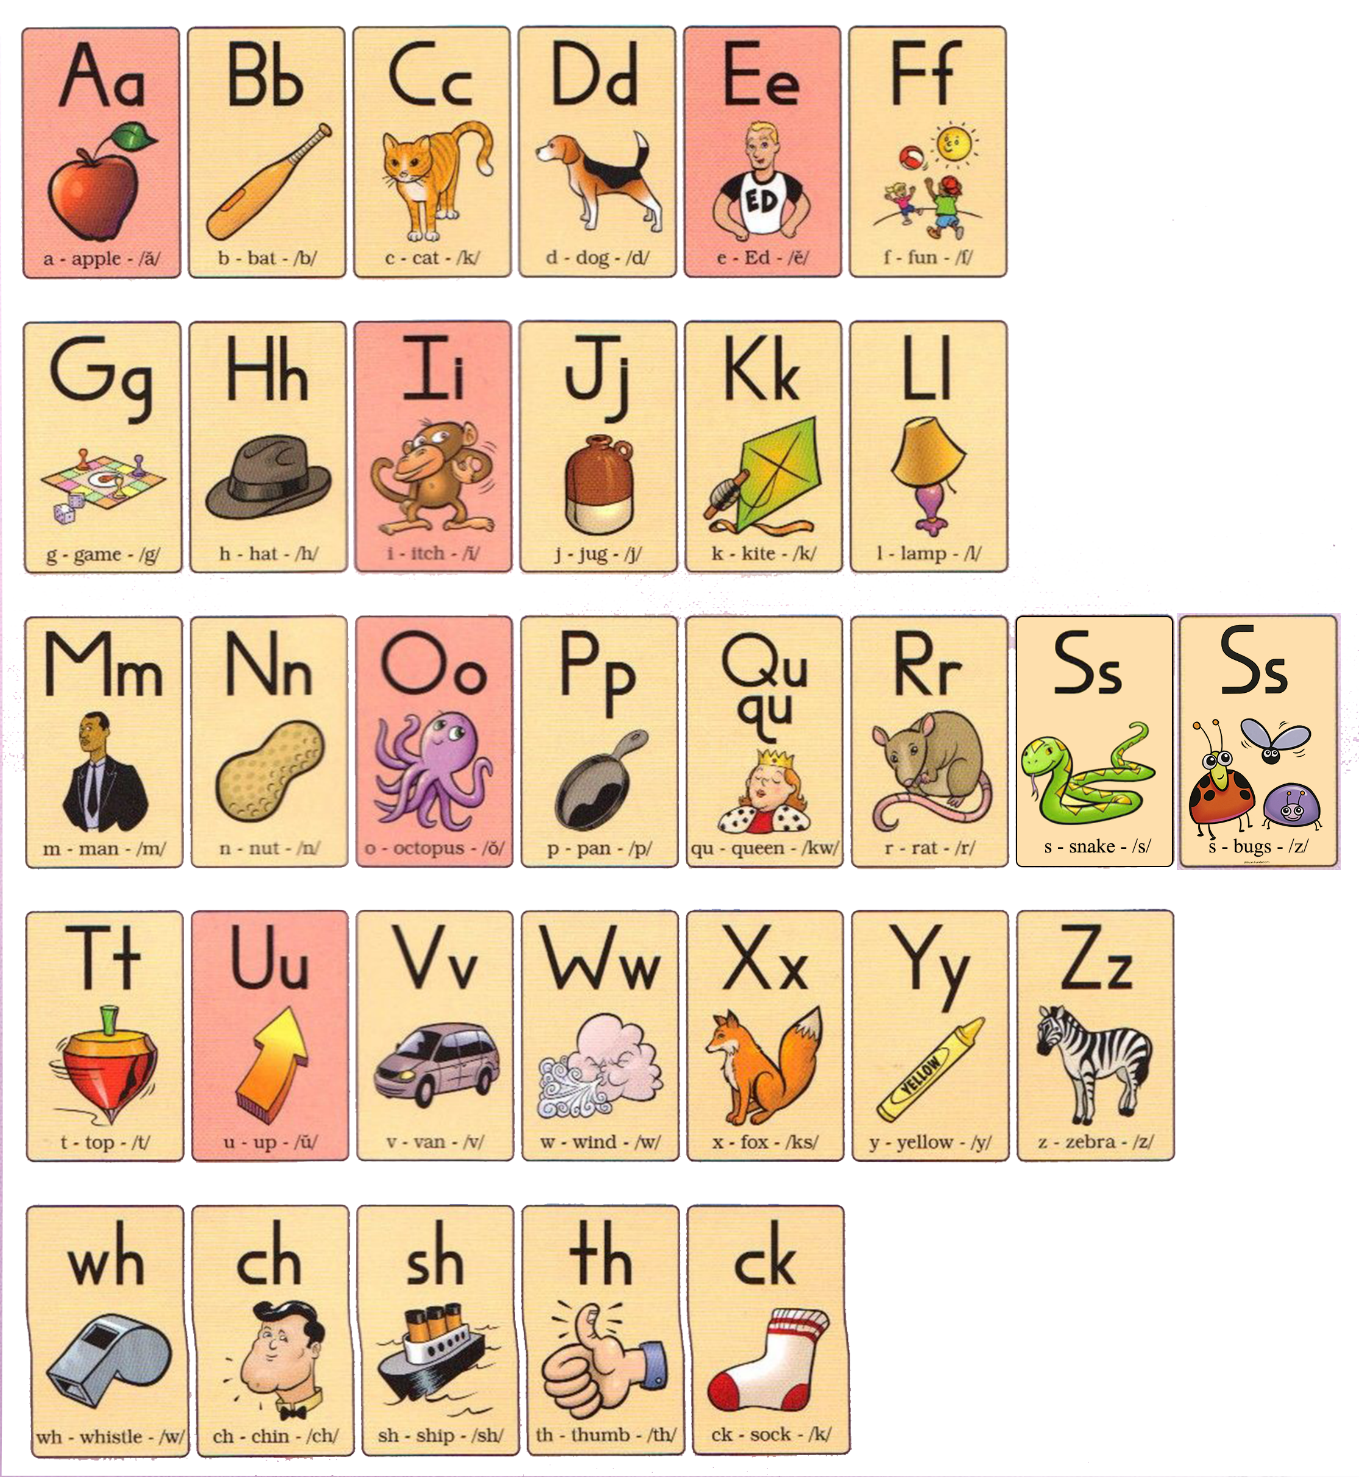 Aa
a - apple - /ă/
Bb
b - bat - /b/
Cc
c - cat - /k/
Dd
d - dog - /d/
Ee
ED
e - Ed - /ĕ/
Ff
f - fun - /f/
Gg
g - game - /g/
Hh
h - hat - /h/
Ii
i - itch - /ĭ/
Jj
j - jug - /j/
Kk
k - kite - /k/
Ll
l - lamp - /l/
Mm
m - man - /m/
Nn
n - nut - /n/
Oo
o - octopus - /ŏ/
Pp
p - pan - /p/
Qu
qu
qu - queen - /kw/
Rr
r - rat - /r/
Ss
s - snake - /s/
Ss
s - bugs - /z/
Tt
t - top - /t/
Uu
u - up - /ŭ/
Vv
v - van - /v/
Ww
w - wind - /w/
Xx
x - fox - /ks/
Yy
YELLOW
y - yellow - /y/
Zz
z - zebra - /z/
wh
wh - whistle - /w/
ch
ch - chin - /ch/
sh
sh - ship - /sh/
th
th - thumb - /th/
ck
ck - sock - /k/